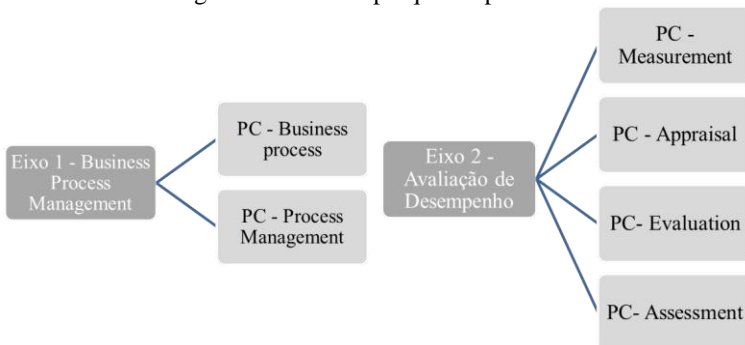 Eixo 1 - Business
Process
Management
PC - Business
process
PC - Process
Management
Eixo 2 -
Avaliação de
Desempenho
PC -
Measurement
PC - Appraisal
PC- Evaluation
PC- Assessment